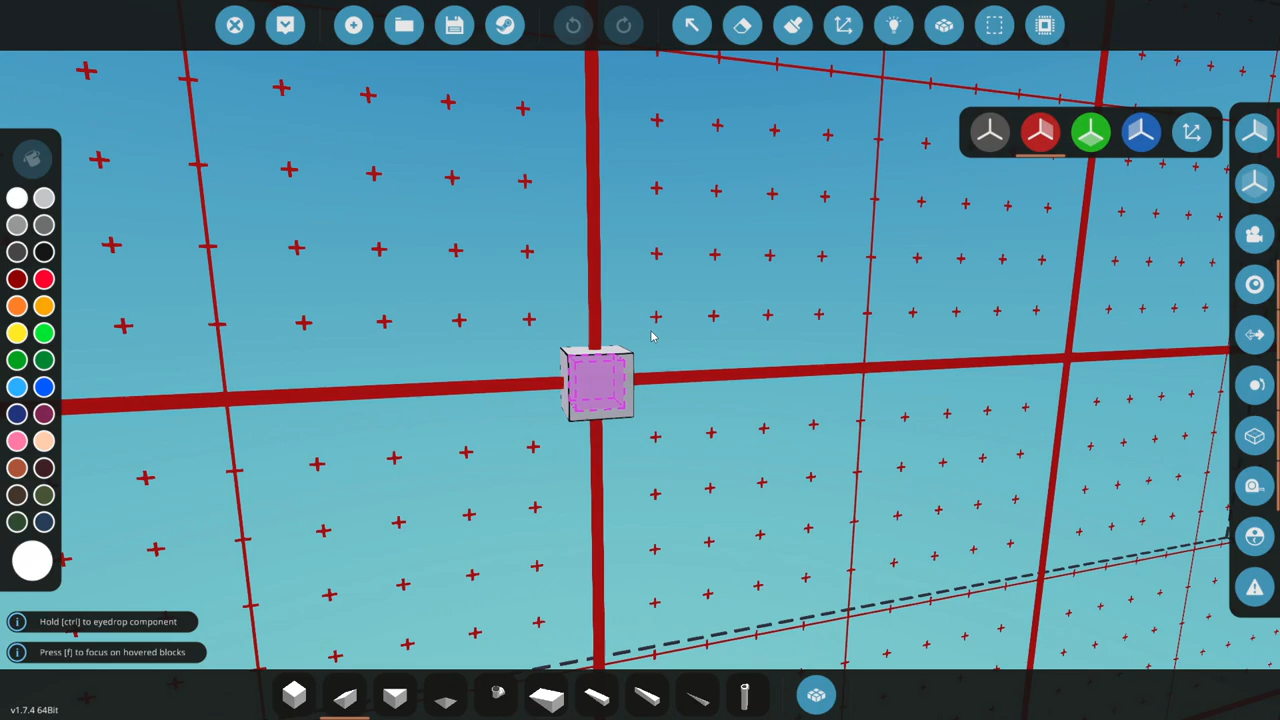 Hold [ctrl] to eyedrop component
Press [f] to focus on hovered blocks
v1.7.4 64Bit